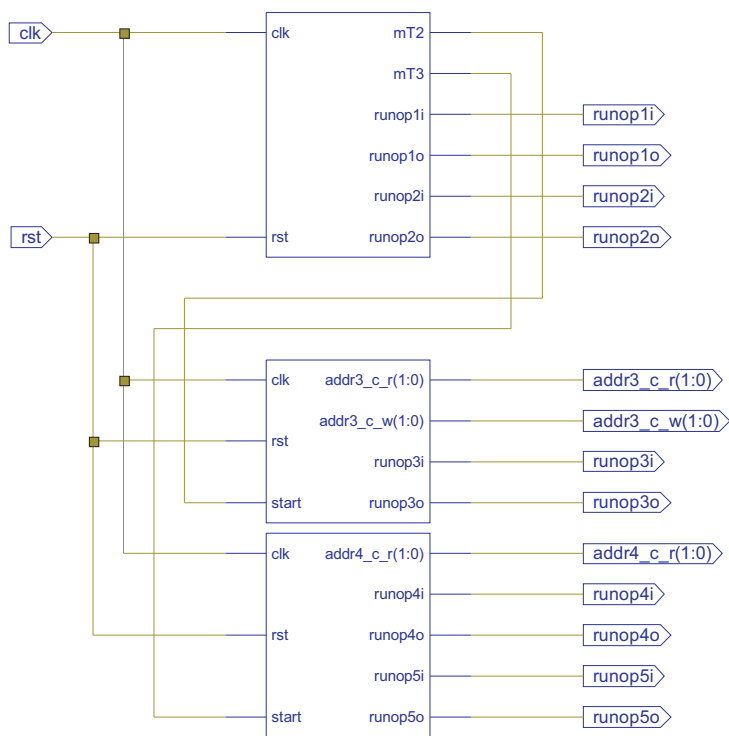 clk
clk
mT2
mT3
runop1i
runop1i
runop1o
runop1o
runop2i
runop2i
rst
rst
runop2o
runop2o
clk
addr3_c_r(1:0)
addr3_c_r(1:0)
addr3_c_w(1:0)
addr3_c_w(1:0)
rst
runop3i
runop3i
start
runop3o
runop3o
clk
addr4_c_r(1:0)
addr4_c_r(1:0)
runop4i
runop4i
rst
runop4o
runop4o
runop5i
runop5i
start
runop5o
runop5o